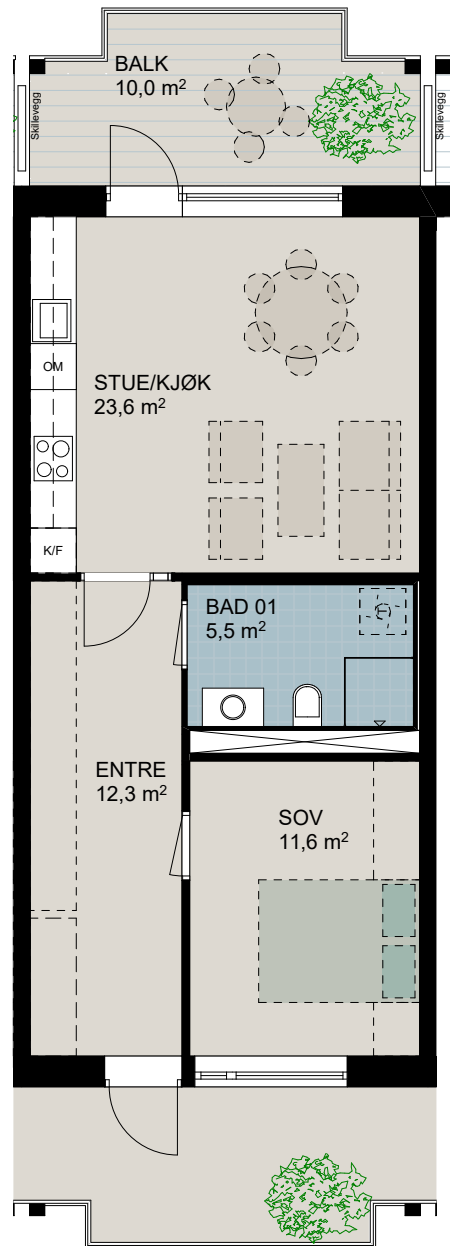 BALK
10,0 m²
Skillevegg
Skillevegg
OM
STUE/KJØK
23,6 m²
K/F
BAD 01
5,5 m²
T
ENTRE
12,3 m²
SOV
11,6 m²